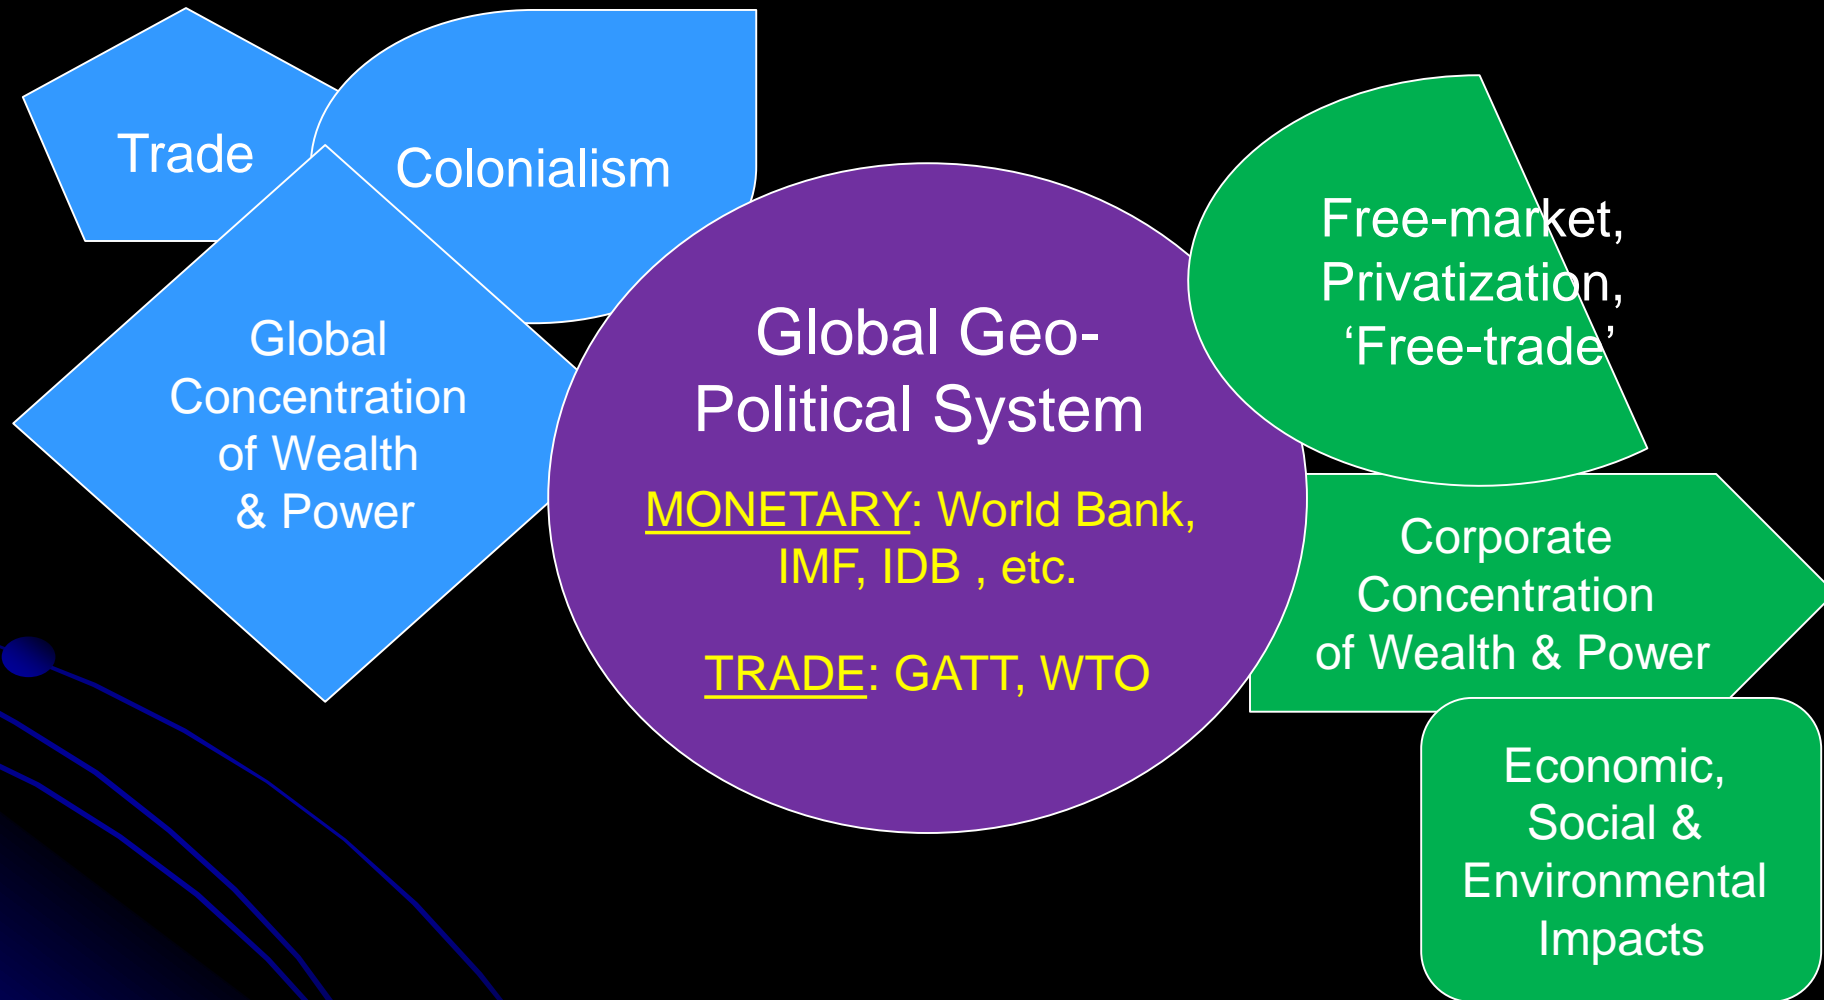 Trade
Colonialism
Global
Concentration
of Wealth
& Power
Global Geo-
Political System
MONETARY: World Bank,
IMF, IDB , etc.
TRADE: GATT, WTO
Free-market,
Privatization,
‘Free-trade’
Corporate
Concentration
of Wealth & Power
Economic,
Social &
Environmental
Impacts